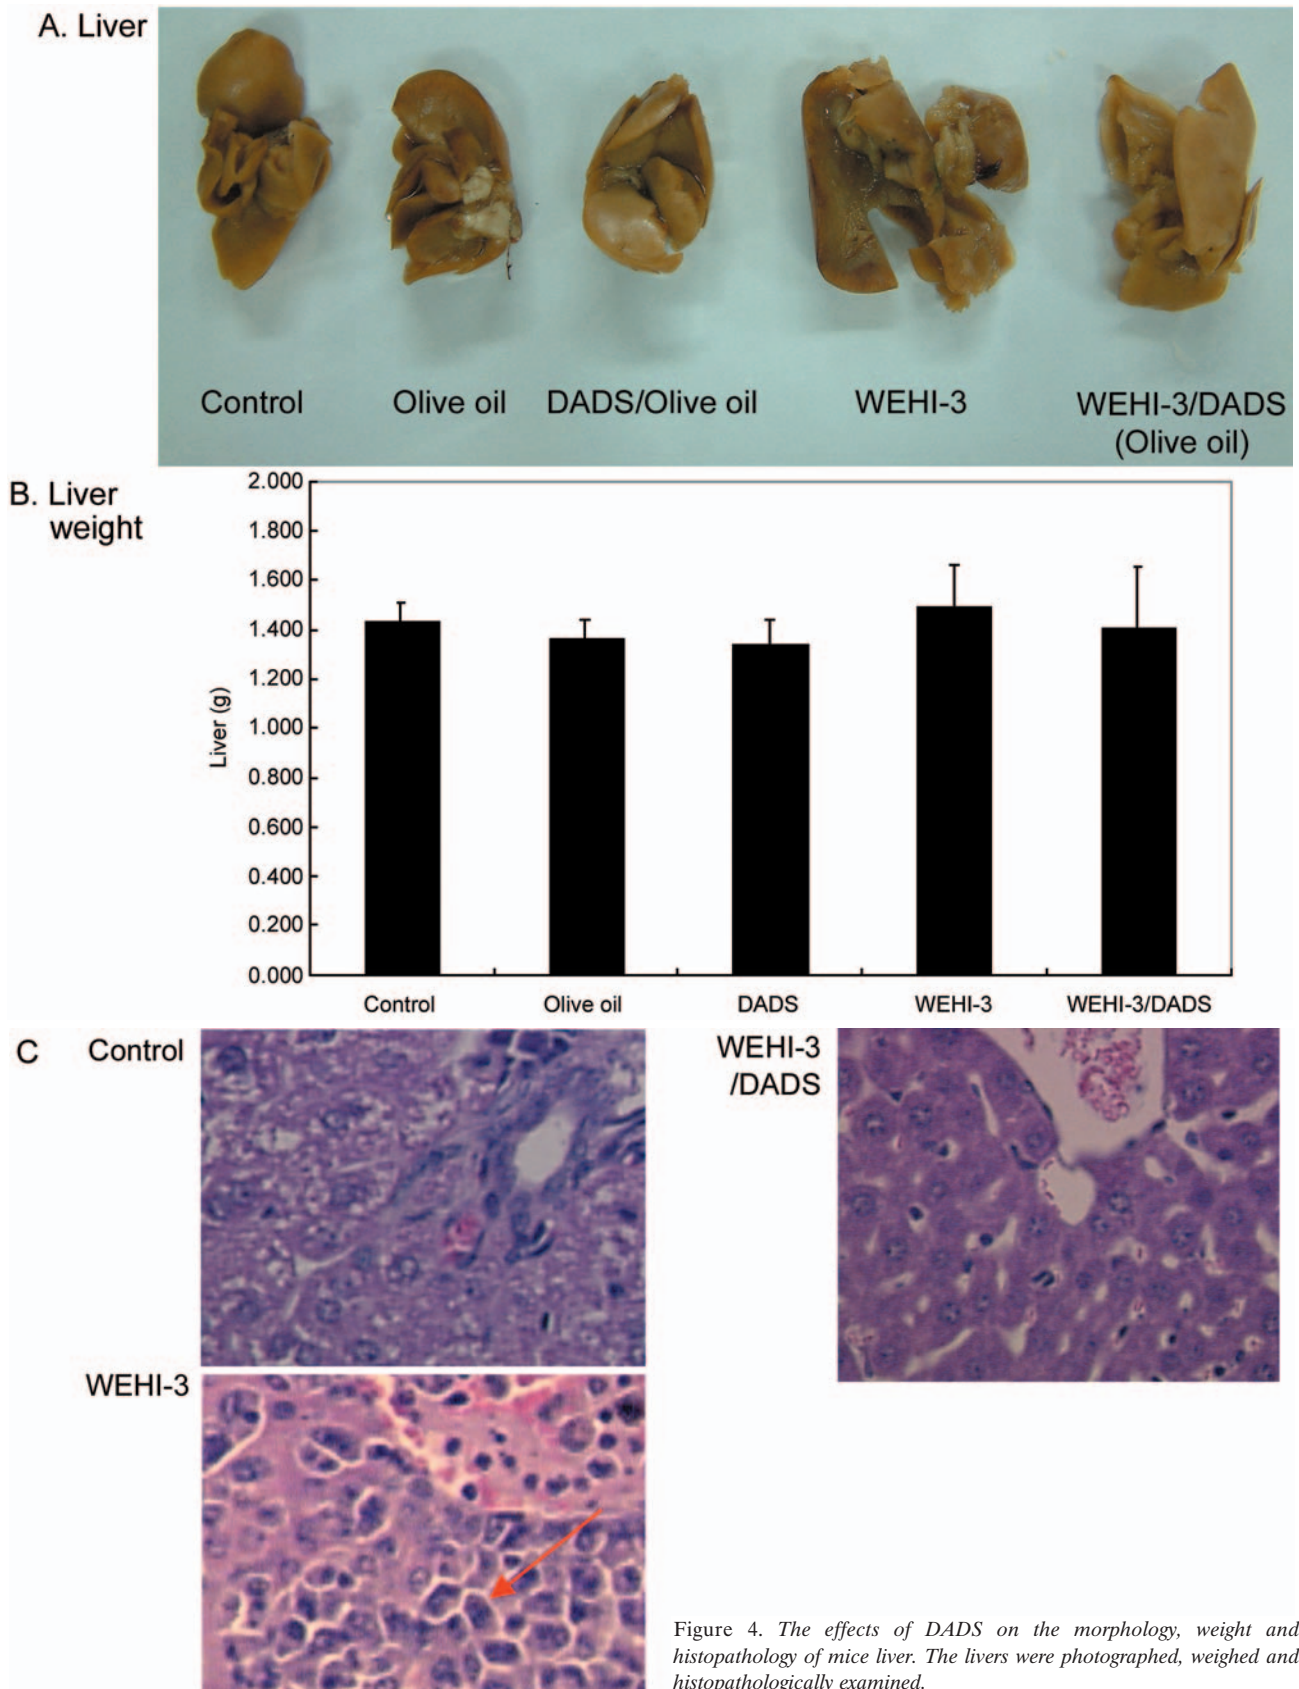 A. Liver
Control
Olive oil
DADS/Olive oil
WEHI-3
WEHI-3/DADS
(Olive oil)
B. Liver
weight
Liver (g)
2.000
1.800
1.600
1.400
1.200
1.000
0.800
0.600
0.400
0.200
0.000
Control
Olive oil
DADS
WEHI-3
WEHI-3/DADS
C
Control
WEHI-3
/DADS
WEHI-3
Figure 4. The effects of DADS on the morphology, weight and
histopathology of mice liver. The livers were photographed, weighed and
histopathologically examined.